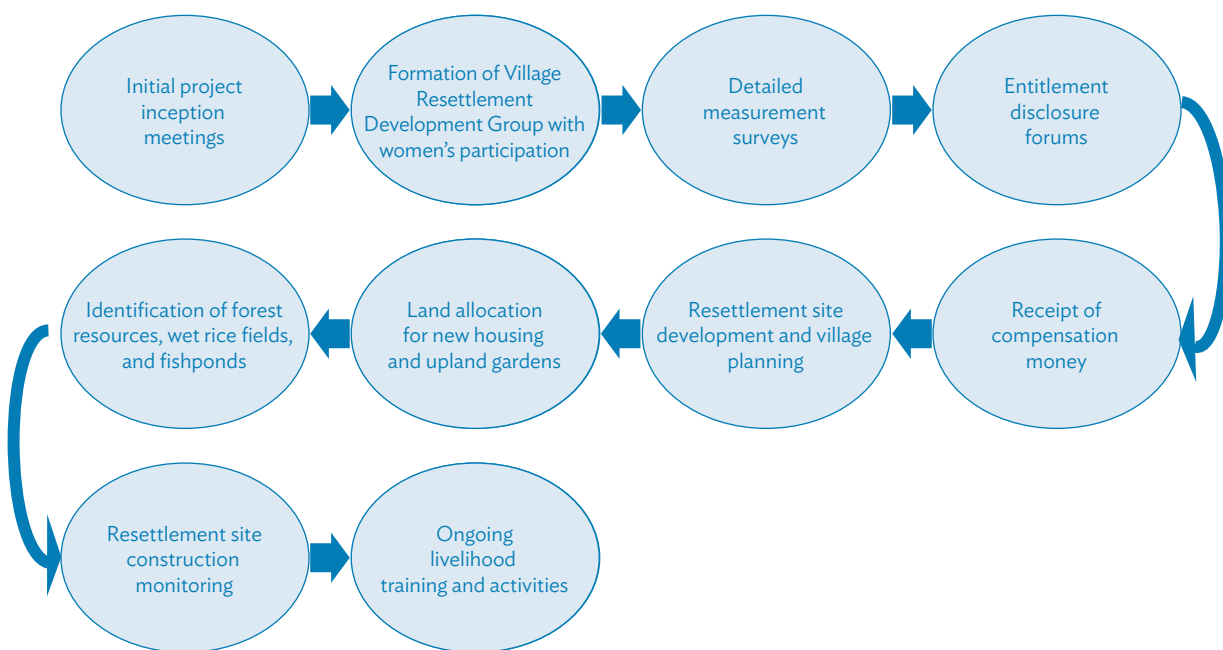 Initial project
inception
meetings
Formation of Village
Resettlement
Development Group with
women’s participation
Detailed
measurement
surveys
Entitlement
disclosure
forums
Receipt of
compensation
money
Resettlement site
development and village
planning
Land allocation
for new housing
and upland gardens
Identification of forest
resources, wet rice fields,
and fishponds
Resettlement site
construction
monitoring
Ongoing
livelihood
training and activities